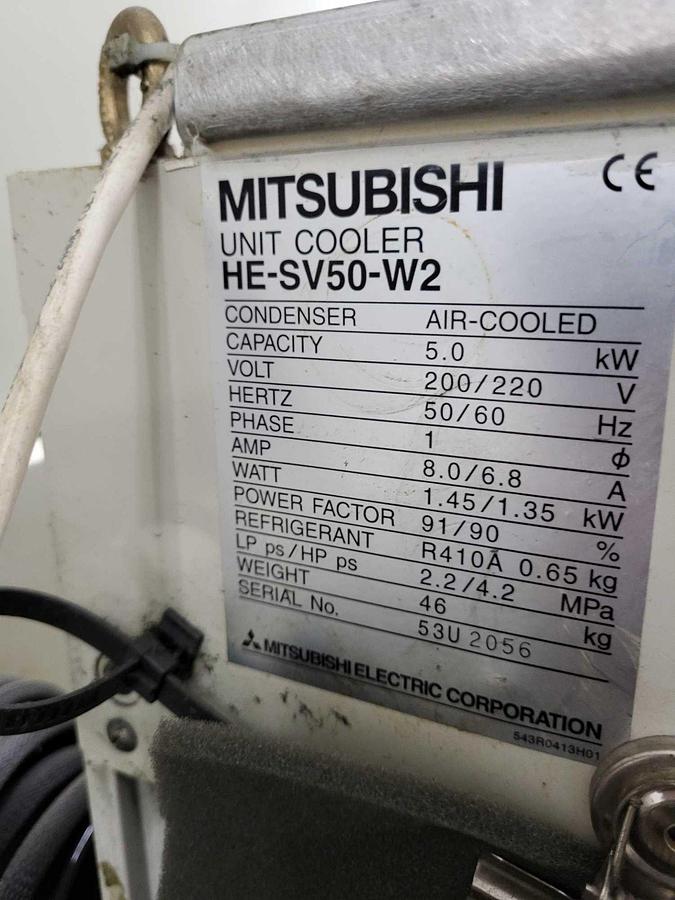 MITSUBISHI CE
UNIT COOLER
HE-SV50-W2
CONDENSER AIR-COOLED
CAPACITY 5.0 kW
VOLT 200/220 V
HERTZ 50/60 Hz
PHASE 1 ϕ
AMP 8.0/6.8 A
WATT 1.45/1.35 kW
POWER FACTOR 91/90 %
REFRIGERANT R410A 0.65 kg
LP ps/HP ps 2.2/4.2 MPa
WEIGHT 46 kg
SERIAL No. 53U2056
MITSUBISHI ELECTRIC CORPORATION
543R0413H01